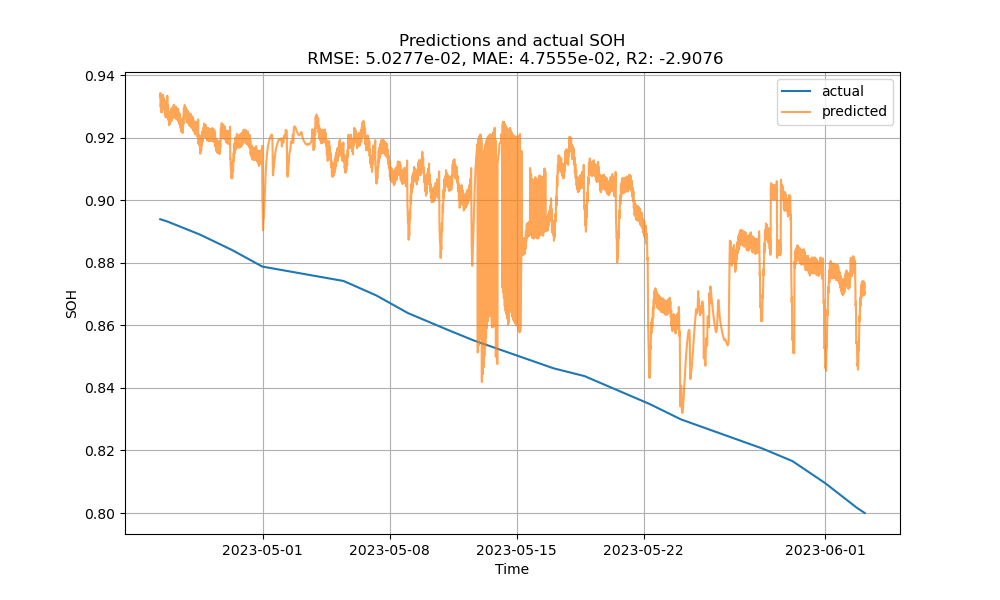 Predictions and actual SOH
RMSE: 5.0277e-02, MAE: 4.7555e-02, R2: -2.9076
actual
predicted
0.94
0.92
0.90
0.88
0.86
0.84
0.82
0.80
SOH
2023-05-01
2023-05-08
2023-05-15
2023-05-22
2023-06-01
Time